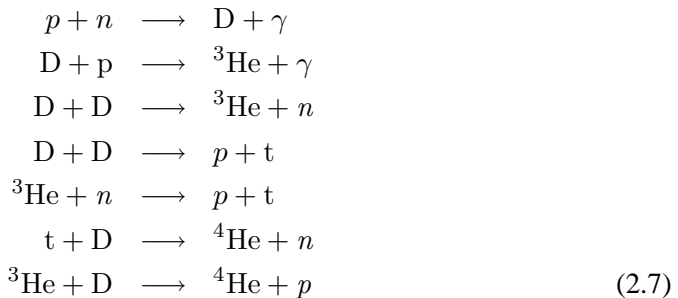 p + n ⟶ D + γ
D + p ⟶ ³He + γ
D + D ⟶ ³He + n
D + D ⟶ p + t
³He + n ⟶ p + t
t + D ⟶ ⁴He + n
³He + D ⟶ ⁴He + p (2.7)